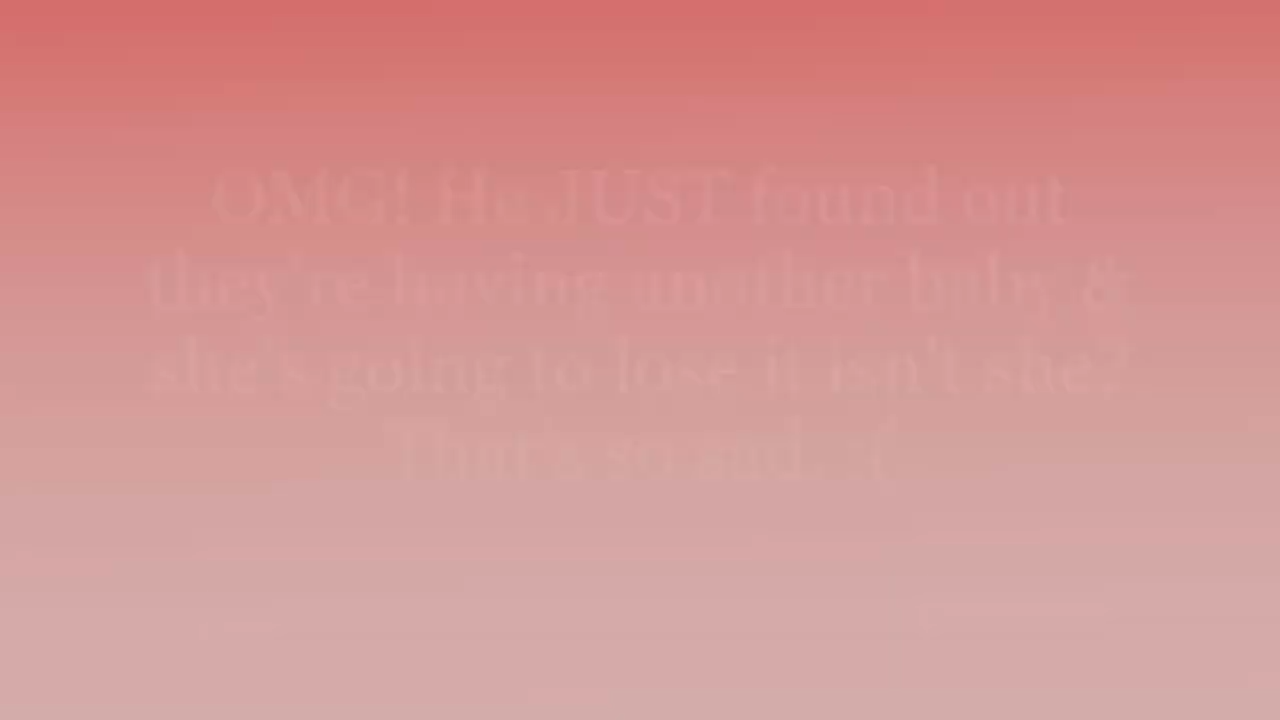 OMG! He JUST found out
they're having another baby &
she's going to lose it isn't she?
That's so sad. :(